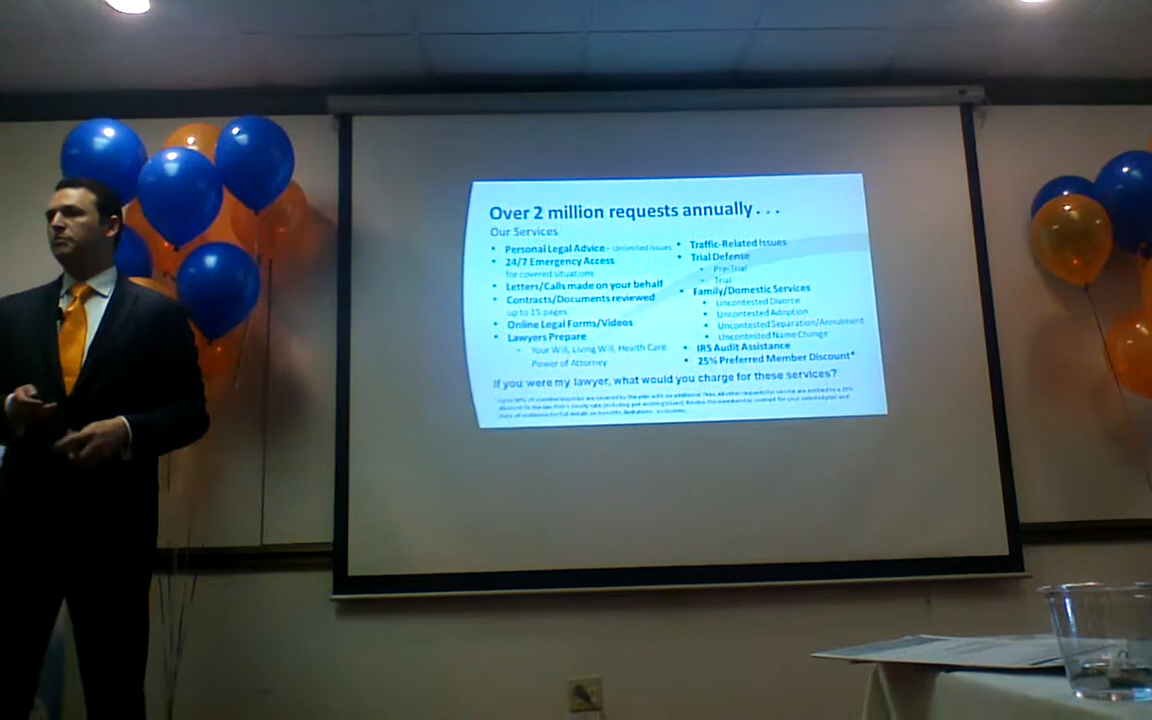 Over 2 million requests annually . . .
Our Services
• Personal Legal Advice - Unlimited Issues
• 24/7 Emergency Access
for covered situations
• Letters/Calls made on your behalf
• Contracts/Documents reviewed
up to 15 pages
• Online Legal Forms/Videos
• Lawyers Prepare
• Your Will, Living Will, Health Care
Power of Attorney
• Traffic-Related Issues
• Trial Defense
• Pre-Trial
• Trial
• Family/Domestic Services
• Uncontested Divorce
• Uncontested Adoption
• Uncontested Separation/Annulment
• Uncontested Name Change
• IRS Audit Assistance
• 25% Preferred Member Discount*
If you were my lawyer, what would you charge for these services?